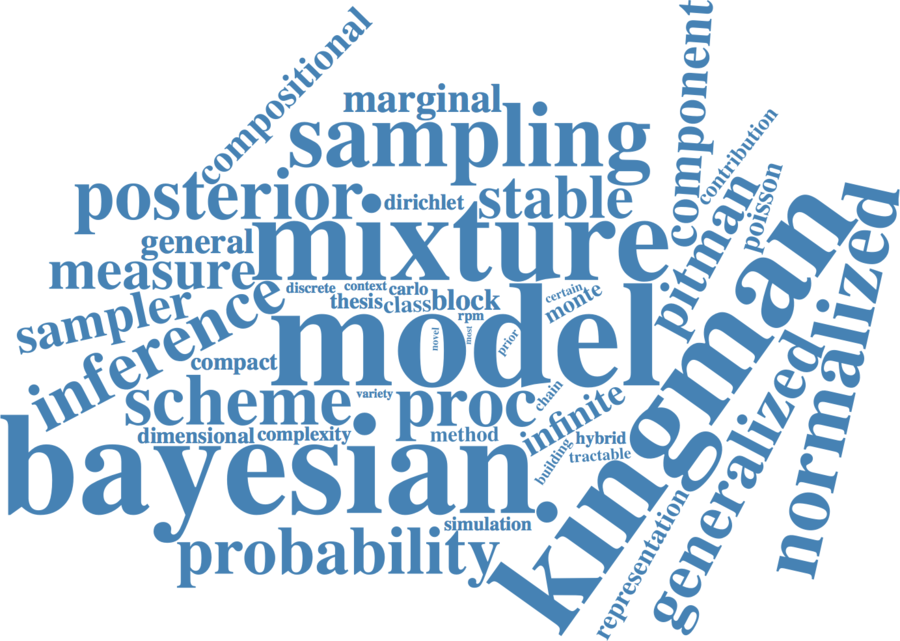 compositional
component
marginal
sampling
contribution
posterior
dirichlet
stable
pitman
poisson
general
mixture
kingman
normalized
measure
discrete
context
carlo
certain
monte
sampler
inference
thesis
class
block
rpm
model
novel
most
prior
compact
scheme
variety
proc
chain
infinite
generalized
bayesian
dimensional
complexity
method
building
hybrid
tractable
simulation
representation
probability